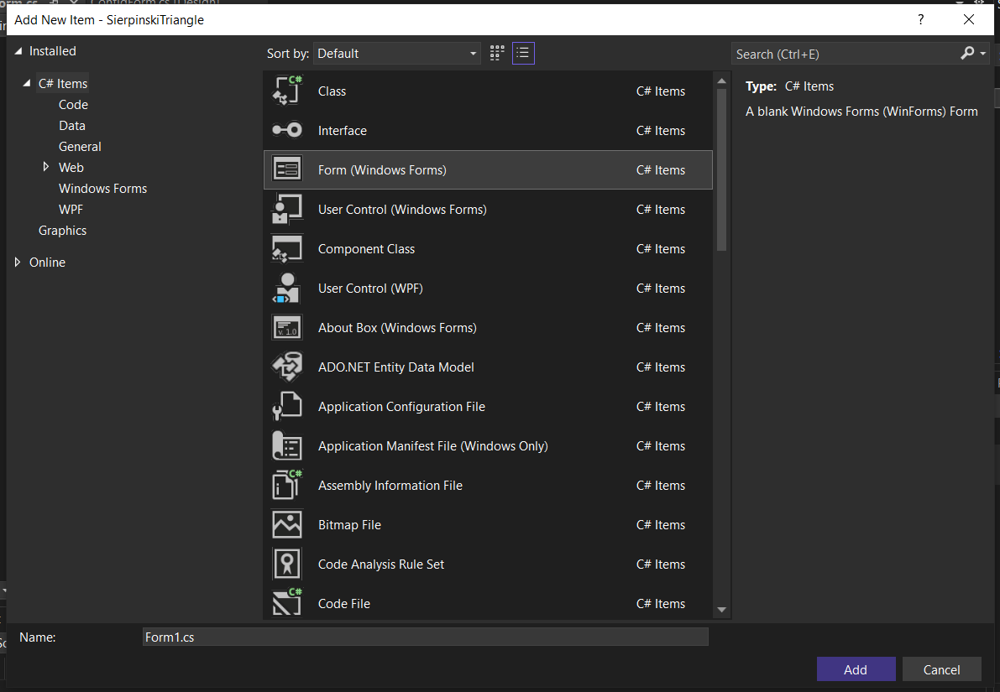 Add New Item - SierpinskiTriangle
?
Installed
C# Items
Code
Data
General
Web
Windows Forms
WPF
Graphics
Online
Sort by: Default
Search (Ctrl+E)
Class C# Items
Interface C# Items
Form (Windows Forms) C# Items
User Control (Windows Forms) C# Items
Component Class C# Items
User Control (WPF) C# Items
About Box (Windows Forms) C# Items
ADO.NET Entity Data Model C# Items
Application Configuration File C# Items
Application Manifest File (Windows Only) C# Items
Assembly Information File C# Items
Bitmap File C# Items
Code Analysis Rule Set C# Items
Code File C# Items
Type: C# Items
A blank Windows Forms (WinForms) Form
Name: Form1.cs
Add Cancel